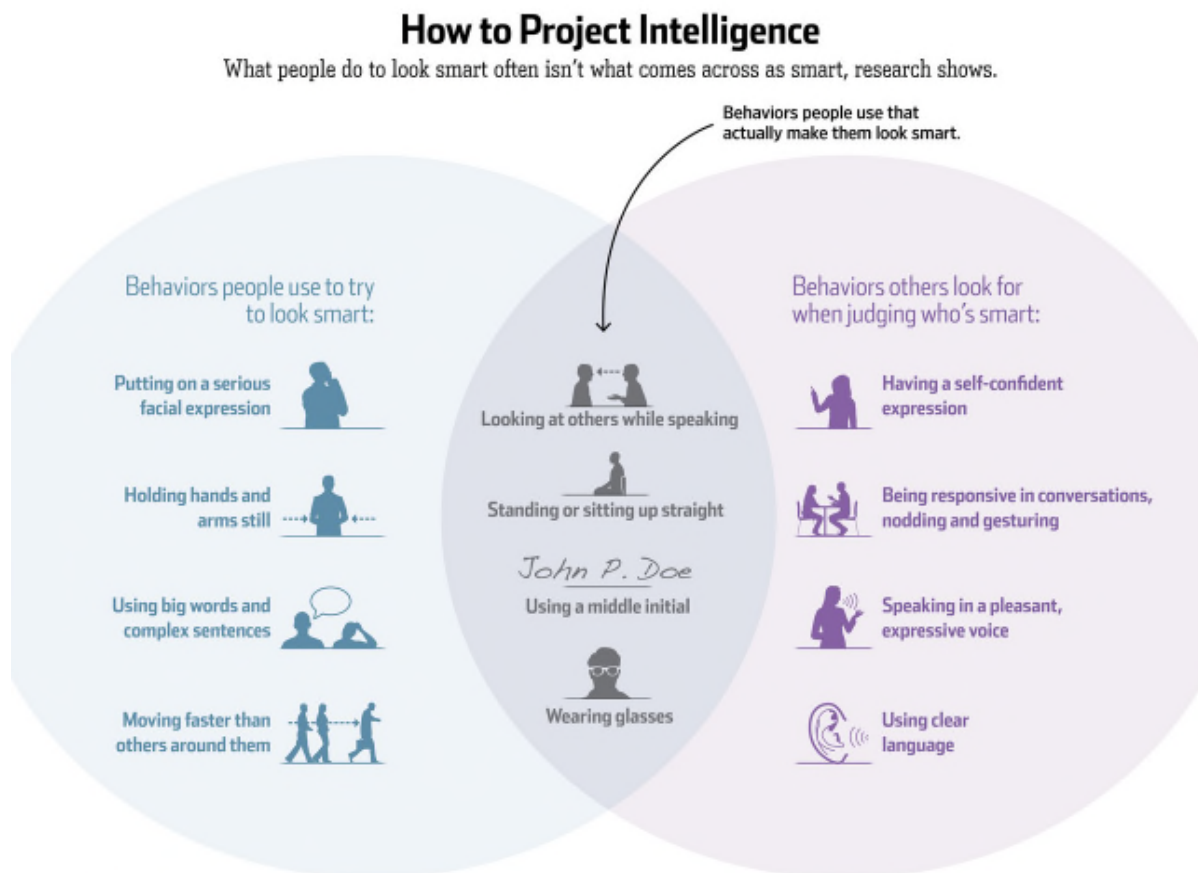 How to Project Intelligence
What people do to look smart often isn’t what comes across as smart, research shows.
Behaviors people use that
actually make them look smart.
Behaviors people use to try
to look smart:
Putting on a serious
facial expression
Holding hands and
arms still
Using big words and
complex sentences
Moving faster than
others around them
Looking at others while speaking
Standing or sitting up straight
John P. Doe
Using a middle initial
Wearing glasses
Behaviors others look for
when judging who’s smart:
Having a self-confident
expression
Being responsive in conversations,
nodding and gesturing
Speaking in a pleasant,
expressive voice
Using clear
language